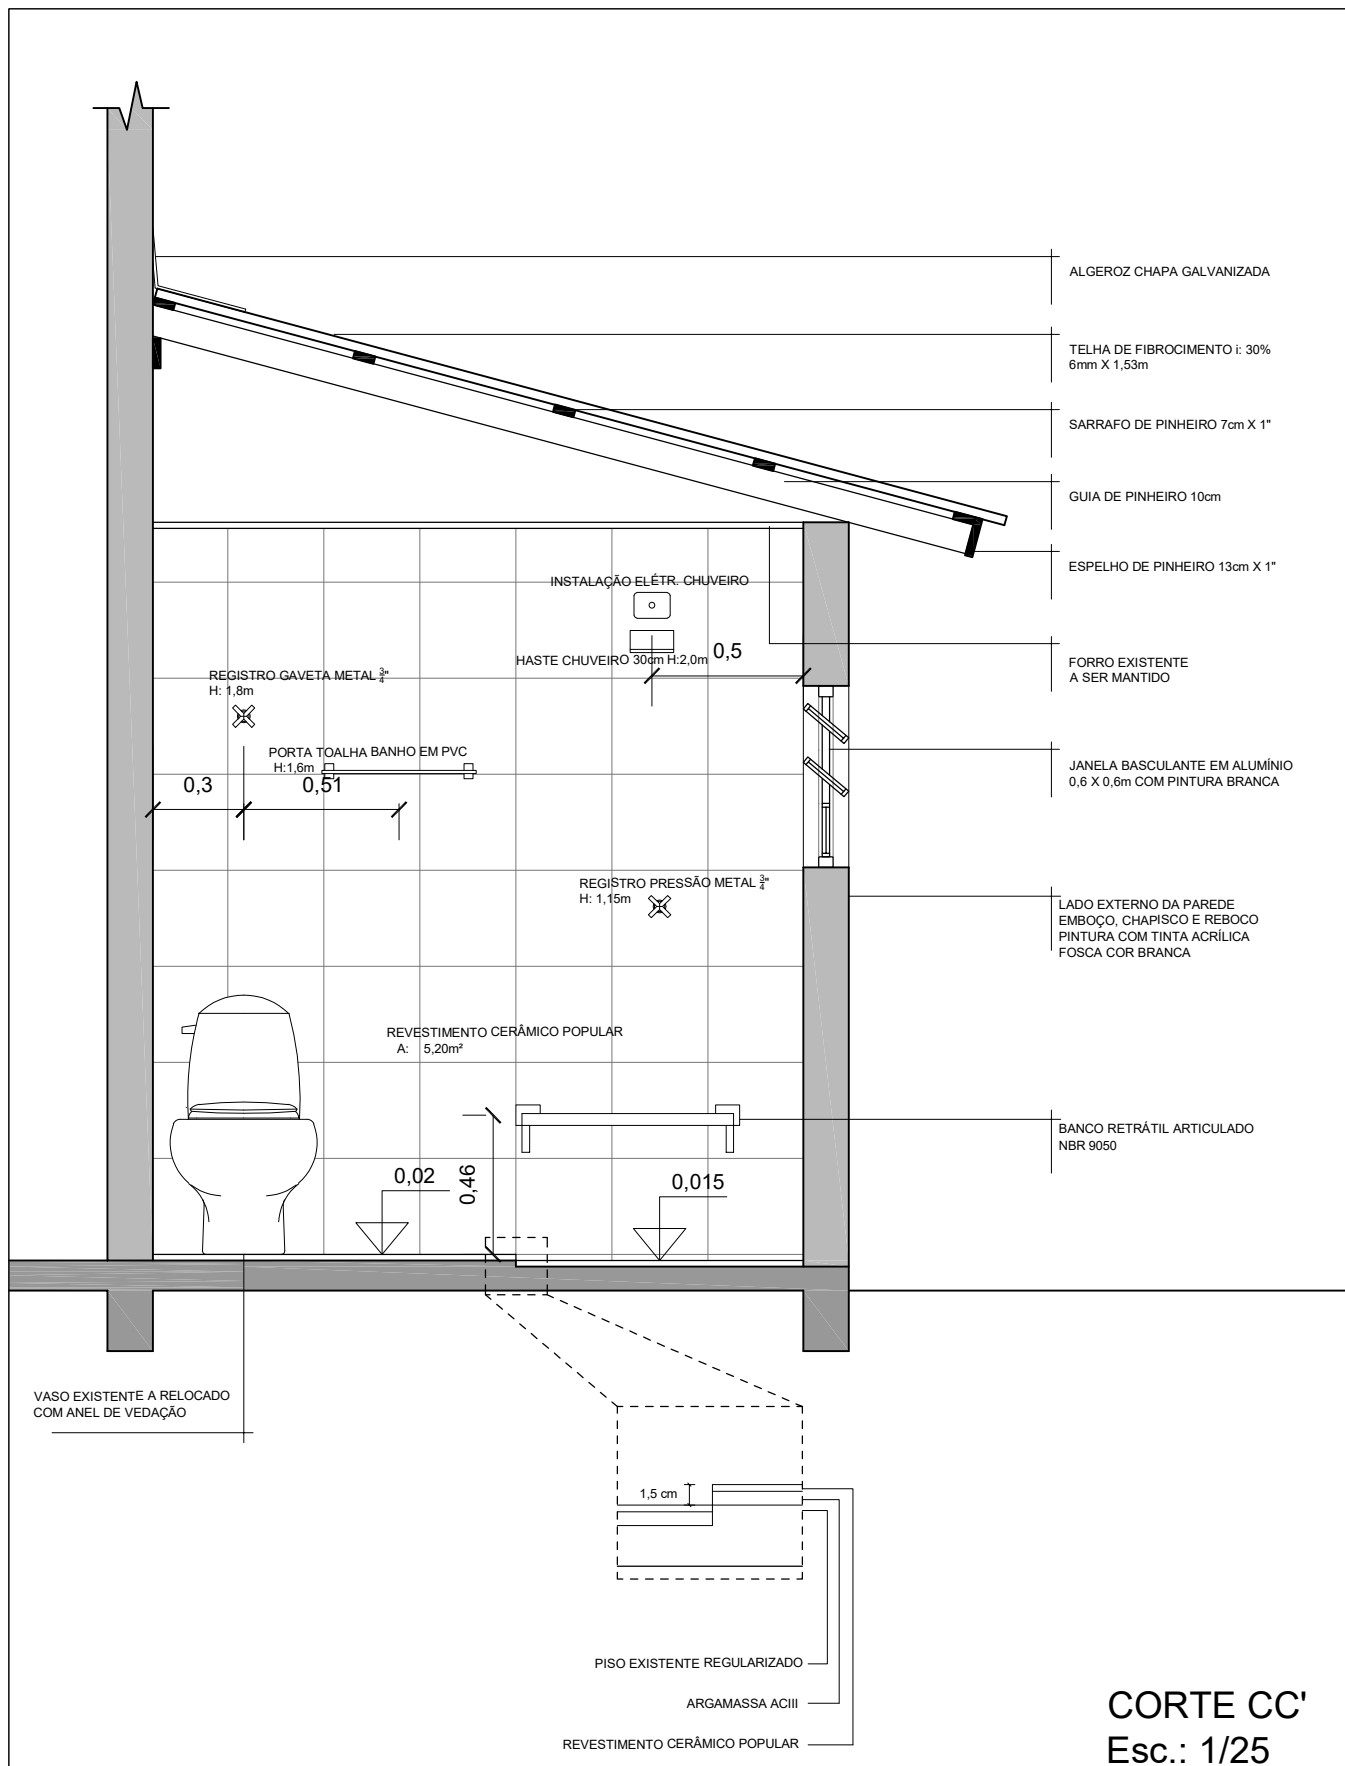 ALGEROZ CHAPA GALVANIZADA
TELHA DE FIBROCIMENTO i: 30%
6mm X 1,53m
SARRAFO DE PINHEIRO 7cm X 1"
GUIA DE PINHEIRO 10cm
ESPELHO DE PINHEIRO 13cm X 1"
INSTALAÇÃO ELÉTR. CHUVEIRO
HASTE CHUVEIRO 30cm H:2,0m
0,5
FORRO EXISTENTE
A SER MANTIDO
REGISTRO GAVETA METAL 3/4"
H: 1,8m
PORTA TOALHA BANHO EM PVC
H:1,6m
0,3
0,51
JANELA BASCULANTE EM ALUMÍNIO
0,6 X 0,6m COM PINTURA BRANCA
REGISTRO PRESSÃO METAL 3/4"
H: 1,15m
LADO EXTERNO DA PAREDE
EMBOÇO, CHAPISCO E REBOCO
PINTURA COM TINTA ACRÍLICA
FOSCA COR BRANCA
REVESTIMENTO CERÂMICO POPULAR
A: 5,20m²
BANCO RETRÁTIL ARTICULADO
NBR 9050
0,02
0,46
0,015
VASO EXISTENTE A RELOCADO
COM ANEL DE VEDAÇÃO
1,5 cm
PISO EXISTENTE REGULARIZADO
ARGAMASSA ACIII
REVESTIMENTO CERÂMICO POPULAR
CORTE CC'
Esc.: 1/25